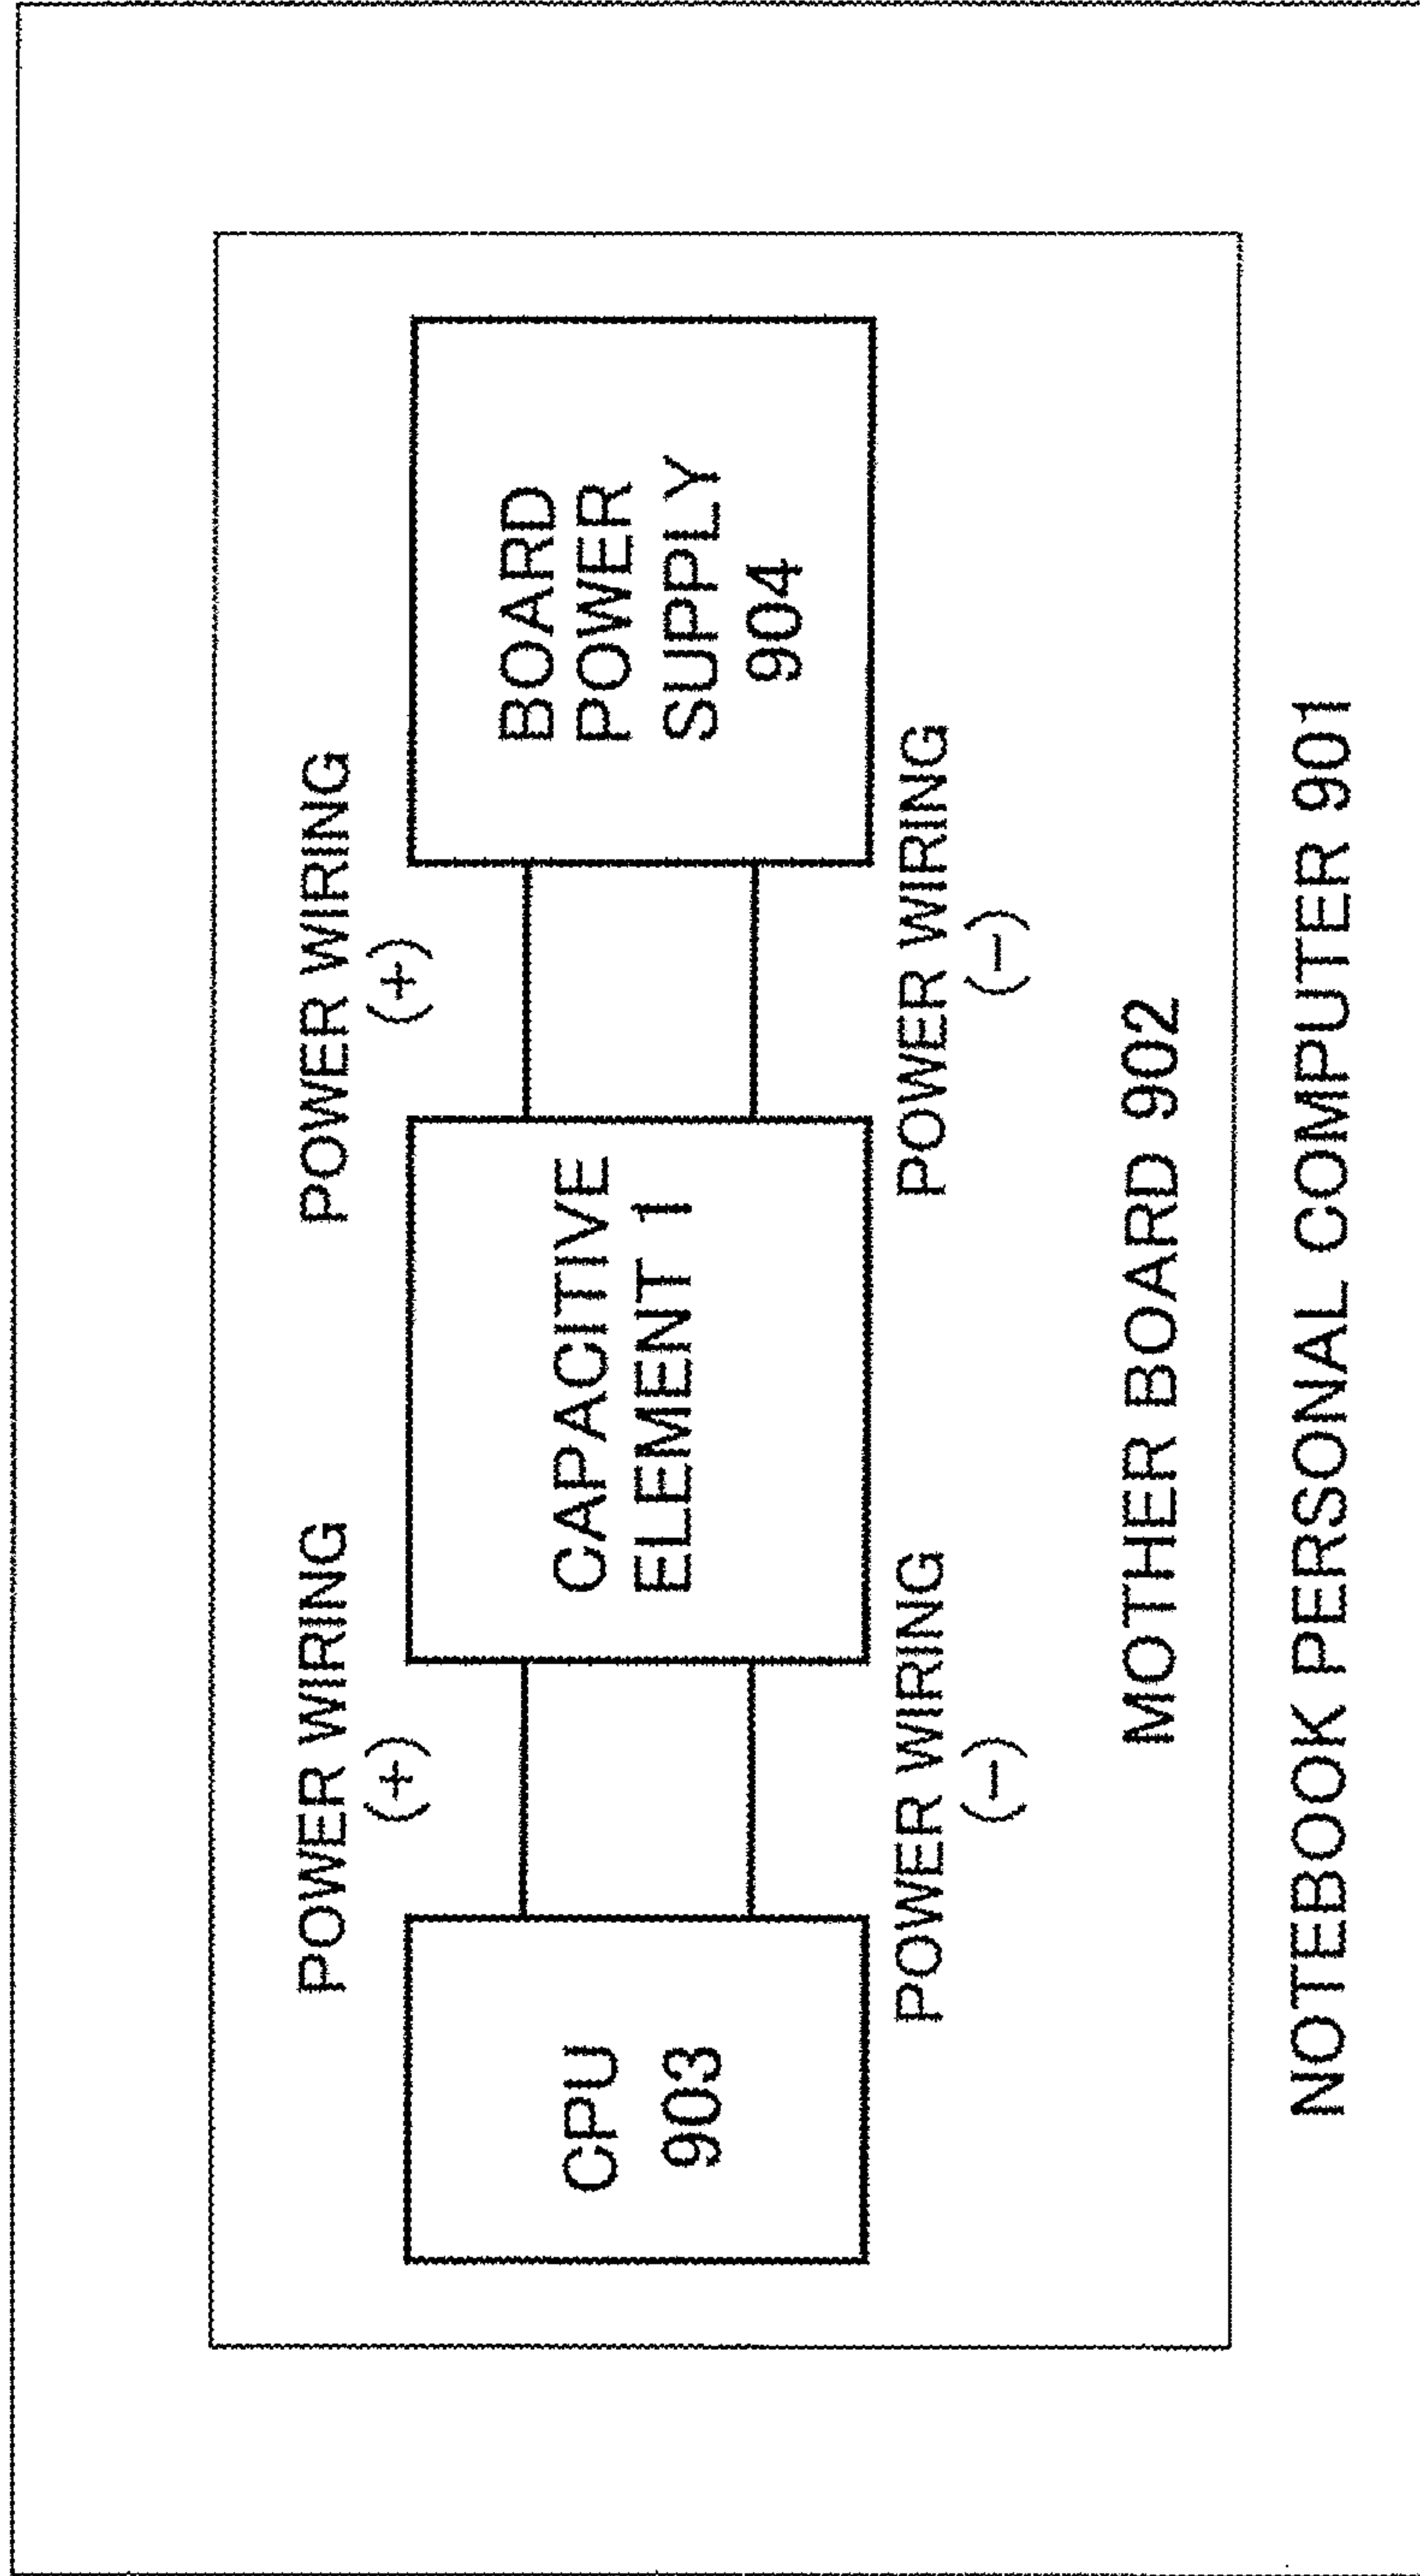 POWER WIRING
(+)
POWER WIRING
(+)
CPU
903
CAPACITIVE
ELEMENT 1
BOARD
POWER
SUPPLY
904
POWER WIRING
(−)
POWER WIRING
(−)
MOTHER BOARD 902
NOTEBOOK PERSONAL COMPUTER 901